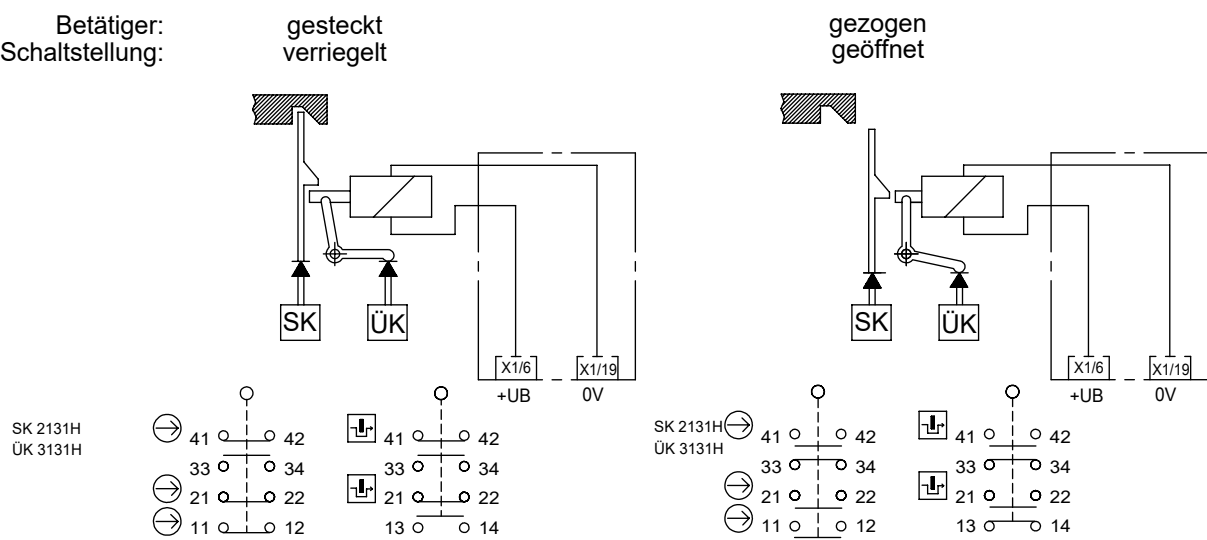 Betätiger: gesteckt gezogen
Schaltstellung: verriegelt geöffnet
SK ÜK SK ÜK
X1/6 X1/19 X1/6 X1/19
+UB 0V +UB 0V
SK 2131H
ÜK 3131H
41 42 41 42
33 34 33 34
21 22 21 22
11 12 13 14
SK 2131H
ÜK 3131H
41 42 41 42
33 34 33 34
21 22 21 22
11 12 13 14